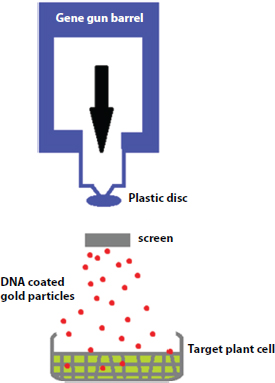 Gene gun barrel
Plastic disc
screen
DNA coated
gold particles
Target plant cell